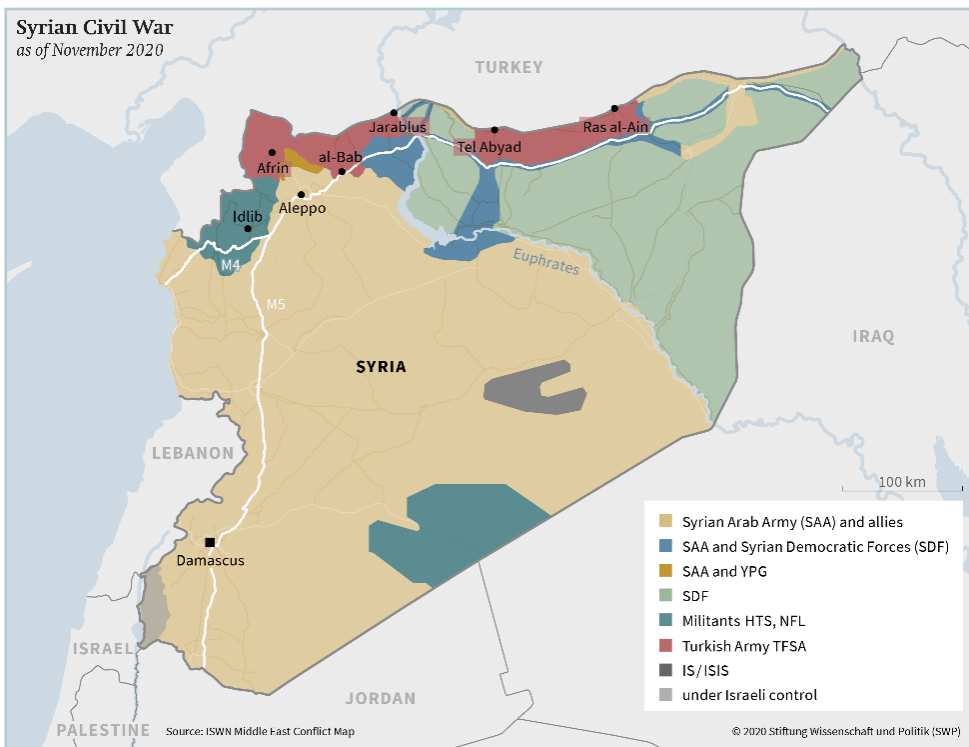 Syrian Civil War
as of November 2020
TURKEY
Jarablus
Ras al-Ain
Tel Abyad
al-Bab
Afrin
Aleppo
Idlib
M4
Euphrates
M5
IRAQ
SYRIA
LEBANON
100 km
Damascus
Syrian Arab Army (SAA) and allies
SAA and Syrian Democratic Forces (SDF)
SAA and YPG
SDF
Militants HTS, NFL
Turkish Army TFSA
IS/ISIS
under Israeli control
ISRAEL
JORDAN
PALESTINE
Source: ISWN Middle East Conflict Map
© 2020 Stiftung Wissenschaft und Politik (SWP)